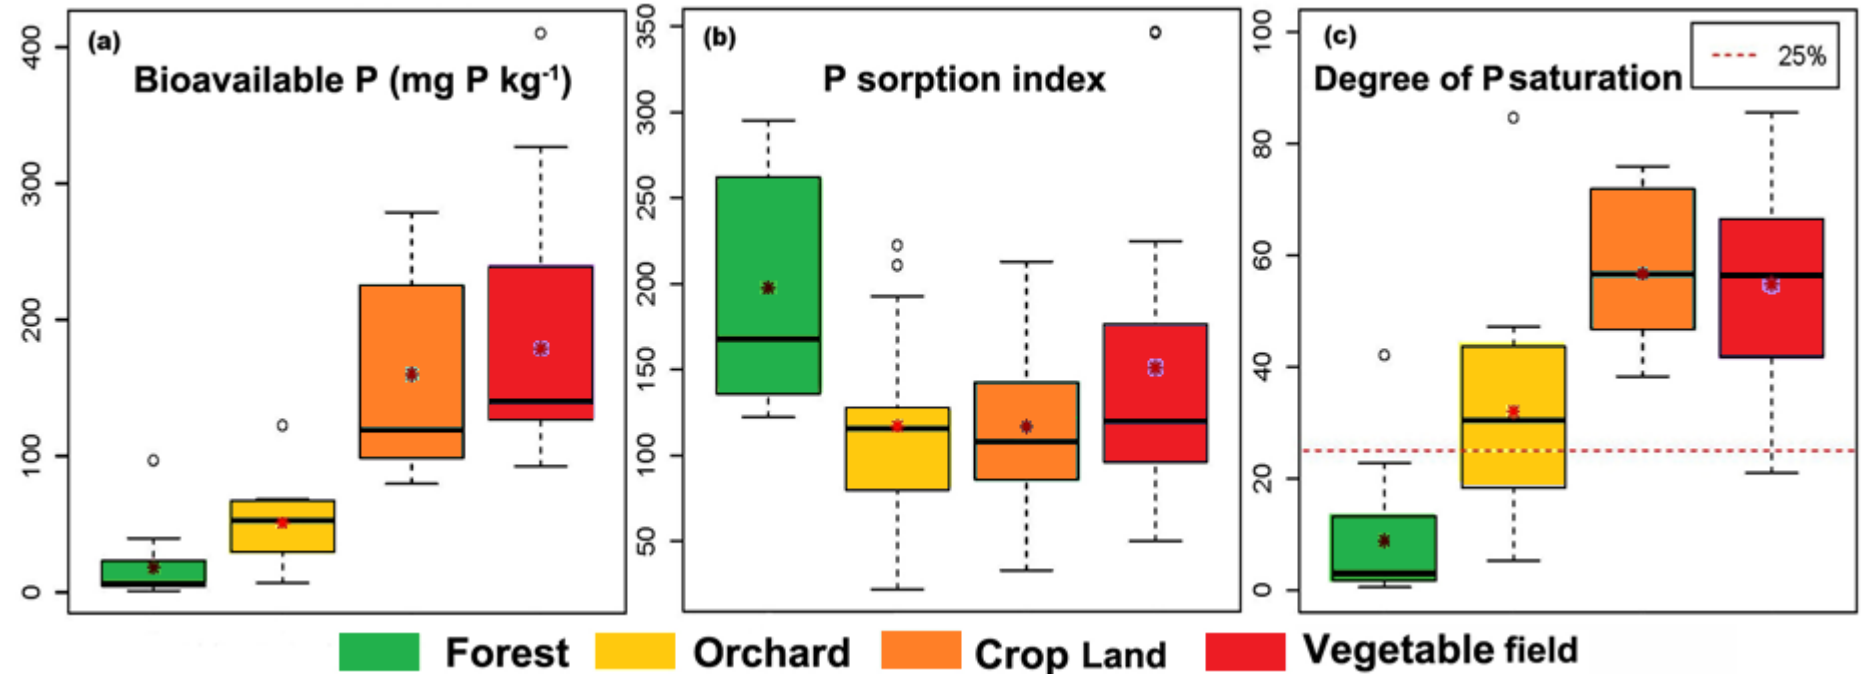 (a)
Bioavailable P (mg P kg-1)
400
300
200
100
0
(b)
P sorption index
350
300
250
200
150
100
50
(c)
Degree of P saturation
25%
100
80
60
40
20
0
Forest Orchard Crop Land Vegetable field